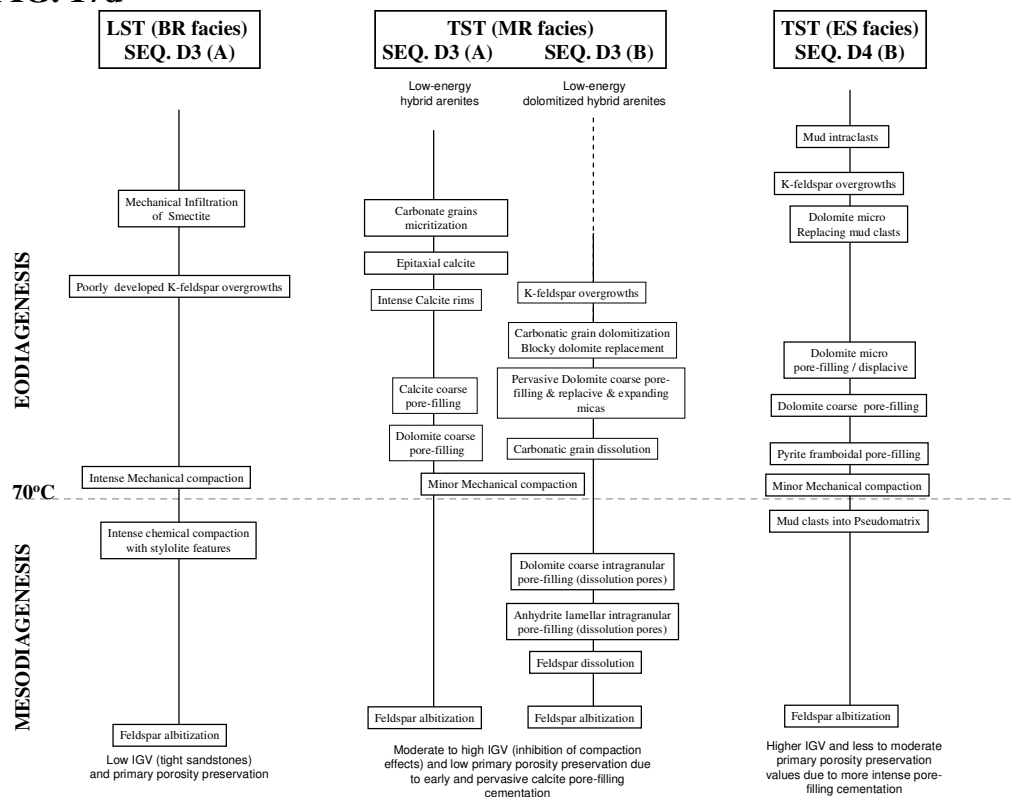 LST (BR facies)
SEQ. D3 (A)
TST (MR facies)
SEQ. D3 (A) SEQ. D3 (B)
TST (ES facies)
SEQ. D4 (B)
Low-energy
hybrid arenites
Low-energy
dolomitized hybrid arenites
EODIAGENESIS
70°C
MESODIAGENESIS
Mechanical Infiltration
of Smectite
Poorly developed K-feldspar overgrowths
Intense Mechanical compaction
Intense chemical compaction
with stylolite features
Feldspar albitization
Low IGV (tight sandstones)
and primary porosity preservation
Carbonate grains
micritization
Epitaxial calcite
Intense Calcite rims
Calcite coarse
pore-filling
Dolomite coarse
pore-filling
Minor Mechanical compaction
Feldspar albitization
K-feldspar overgrowths
Carbonatic grain dolomitization
Blocky dolomite replacement
Pervasive Dolomite coarse pore-
filling & replacive & expanding
micas
Carbonatic grain dissolution
Dolomite coarse intragranular
pore-filling (dissolution pores)
Anhydrite lamellar intragranular
pore-filling (dissolution pores)
Feldspar dissolution
Feldspar albitization
Moderate to high IGV (inhibition of compaction
effects) and low primary porosity preservation due
to early and pervasive calcite pore-filling
cementation
Mud intraclasts
K-feldspar overgrowths
Dolomite micro
Replacing mud clasts
Dolomite micro
pore-filling / displacive
Dolomite coarse pore-filling
Pyrite framboidal pore-filling
Minor Mechanical compaction
Mud clasts into Pseudomatrix
Feldspar albitization
Higher IGV and less to moderate
primary porosity preservation
values due to more intense pore-
filling cementation